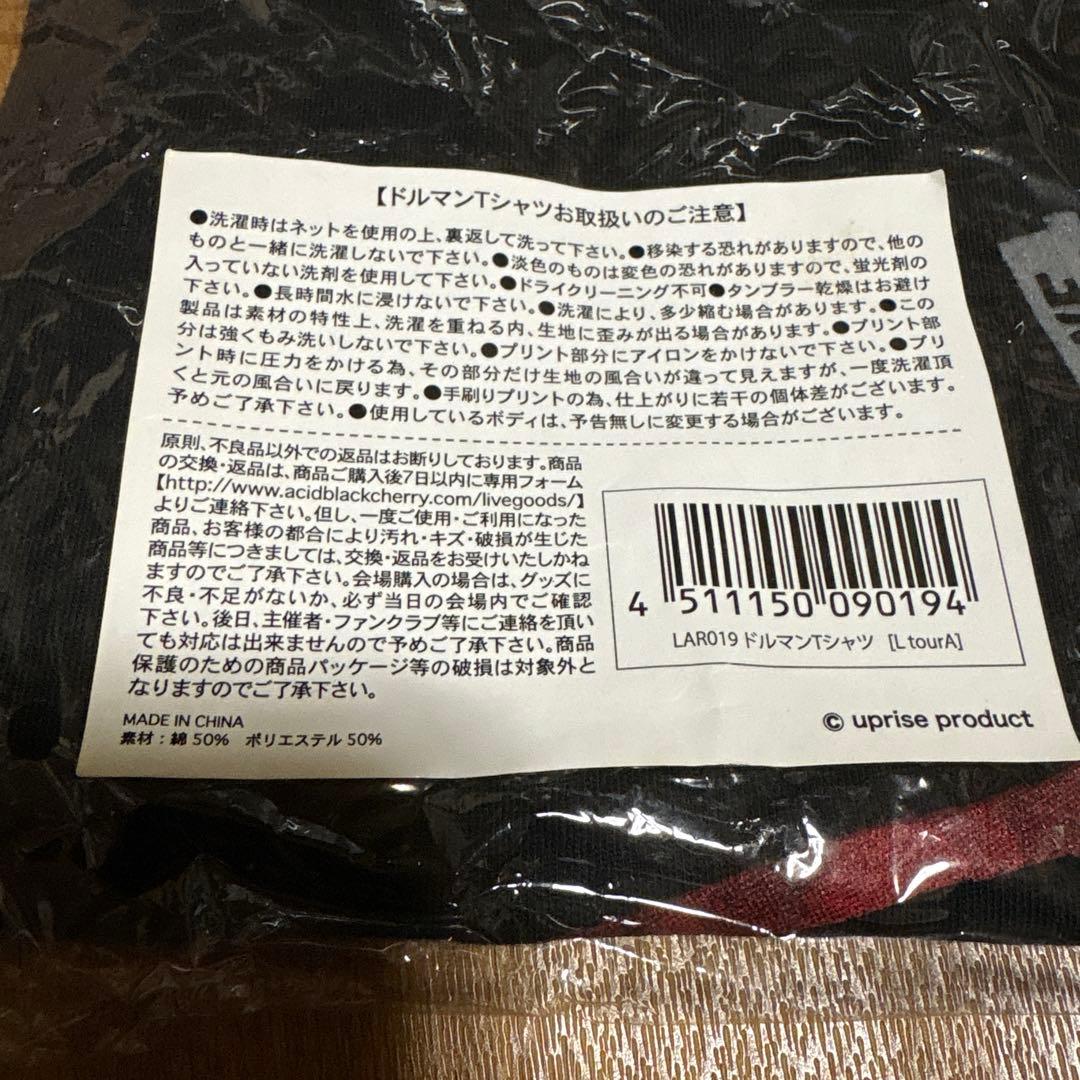 【ドルマンTシャツお取扱いのご注意】
●洗濯時はネットを使用の上、裏返して洗って下さい。●移染する恐れがありますので、他の
ものと一緒に洗濯しないで下さい。●淡色のものは変色の恐れがありますので、蛍光剤の
入っていない洗剤を使用して下さい。●ドライクリーニング不可●タンブラー乾燥はお避け
下さい。●長時間水に浸けないで下さい。●洗濯により、多少縮む場合があります。●この
製品は素材の特性上、洗濯を重ねる内、生地に歪みが出る場合があります。●プリント部
分は強くもみ洗いしないで下さい。●プリント部分にアイロンをかけないで下さい。●プリ
ント時に圧力をかける為、その部分だけ生地の風合いが違って見えますが、一度洗濯頂
くと元の風合いに戻ります。●手刷りプリントの為、仕上がりに若干の個体差がございます。
予めご了承下さい。●使用しているボディは、予告無しに変更する場合がございます。
原則、不良品以外での返品はお断りしております。商品
の交換・返品は、商品ご購入後7日以内に専用フォーム
【http://www.acidblackcherry.com/livegoods/】
よりご連絡下さい。但し、一度ご使用・ご利用になった
商品、お客様の都合により汚れ・キズ・破損が生じた
商品等につきましては、交換・返品をお受けいたしかね
ますのでご了承下さい。会場購入の場合は、グッズに
不良・不足がないか、必ず当日の会場内でご確認
下さい。後日、主催者・ファンクラブ等にご連絡を頂い
ても対応は出来ませんので予めご了承下さい。商品
保護のための商品パッケージ等の破損は対象外と
なりますのでご了承下さい。
MADE IN CHINA
素材：綿 50%　ポリエステル 50%
4 511150 090194
LAR019 ドルマンTシャツ [L tourA]
© uprise product